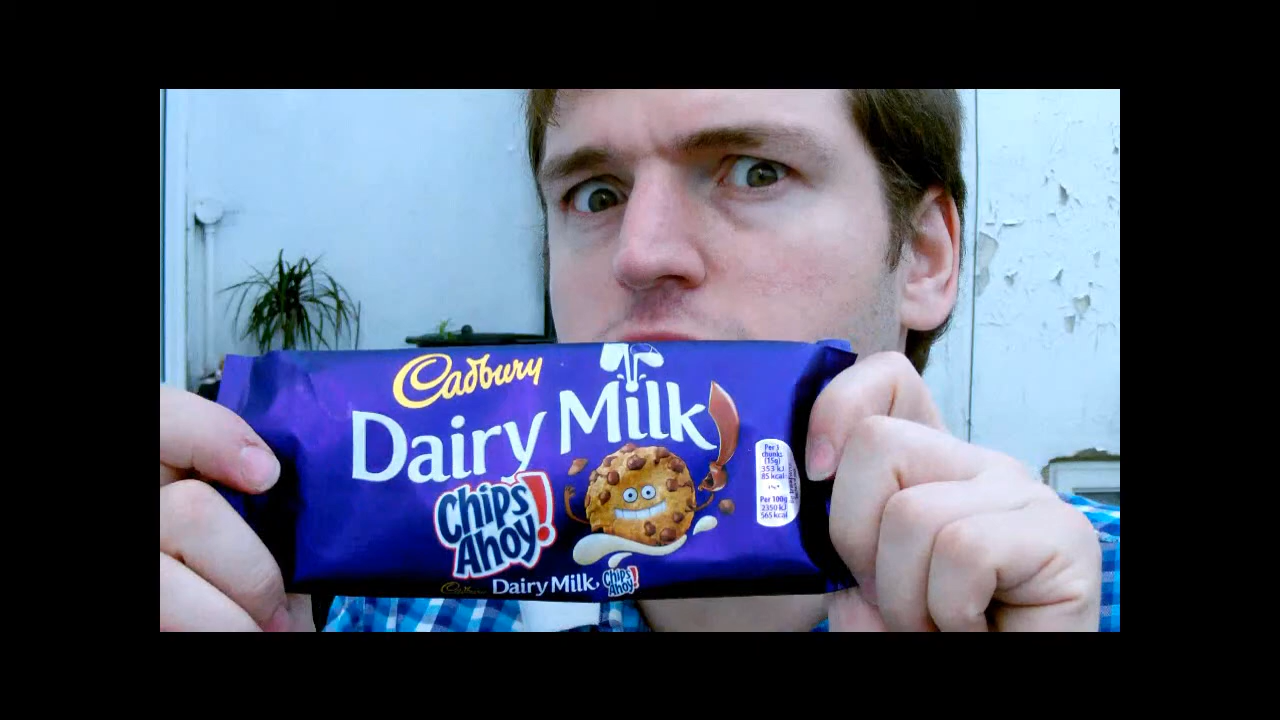 Cadbury
Dairy Milk
Chips
Ahoy!
Per 3
chunks
(15g)
353 kJ
85 kcal
Per 100g
2350 kJ
565 kcal
Cadbury Dairy Milk. Chips Ahoy!